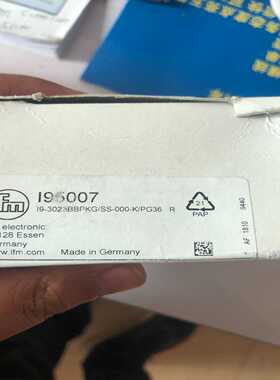 ifm
I95007
I9-3023BBPKG/SS-000-K/PG36 R
electronic
128 Essen
ermany
www.ifm.com
Made in Germany
21
PAP
AF 1810